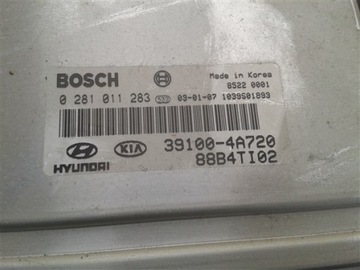 BOSCH
Made in Korea
8522 0001
0 281 011 283 03-01-07 1039S01893
HYUNDAI
KIA
39100-4A720
88B4TI02